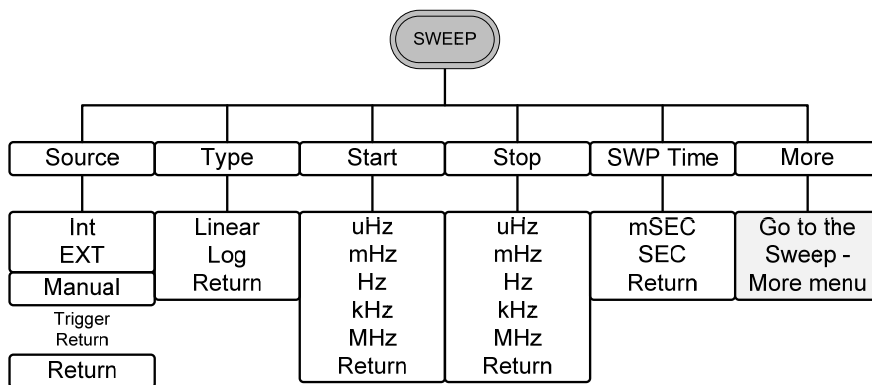 SWEEP
Source
Type
Start
Stop
SWP Time
More
Int
EXT
Manual
Trigger
Return
Return
Linear
Log
Return
uHz
mHz
Hz
kHz
MHz
Return
uHz
mHz
Hz
kHz
MHz
Return
mSEC
SEC
Return
Go to the
Sweep -
More menu